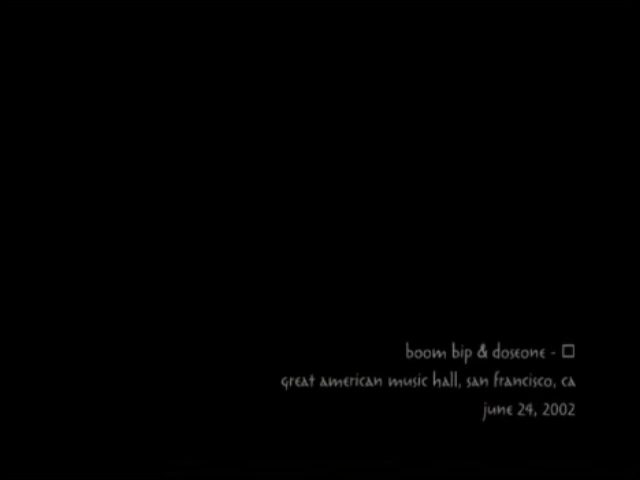 boom bip & doseone - □
great american music hall, san francisco, ca
june 24, 2002